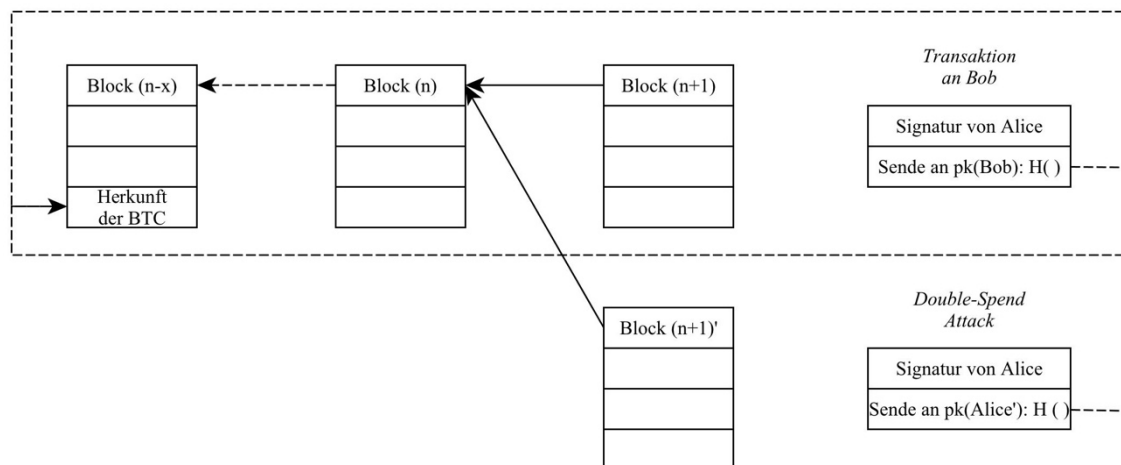 Transaktion
an Bob
Block (n-x)
Block (n)
Block (n+1)
Signatur von Alice
Sende an pk(Bob): H( )
Herkunft
der BTC
Double-Spend
Attack
Block (n+1)'
Signatur von Alice
Sende an pk(Alice'): H ( )